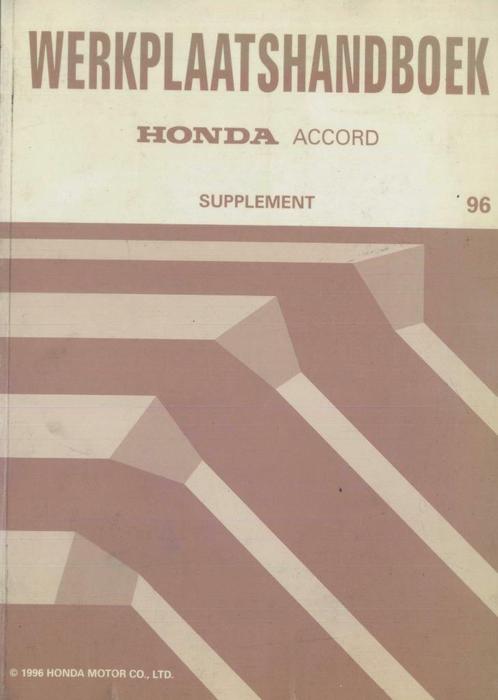 WERKPLAATSHANDBOEK
HONDA ACCORD
SUPPLEMENT
96
© 1996 HONDA MOTOR CO., LTD.